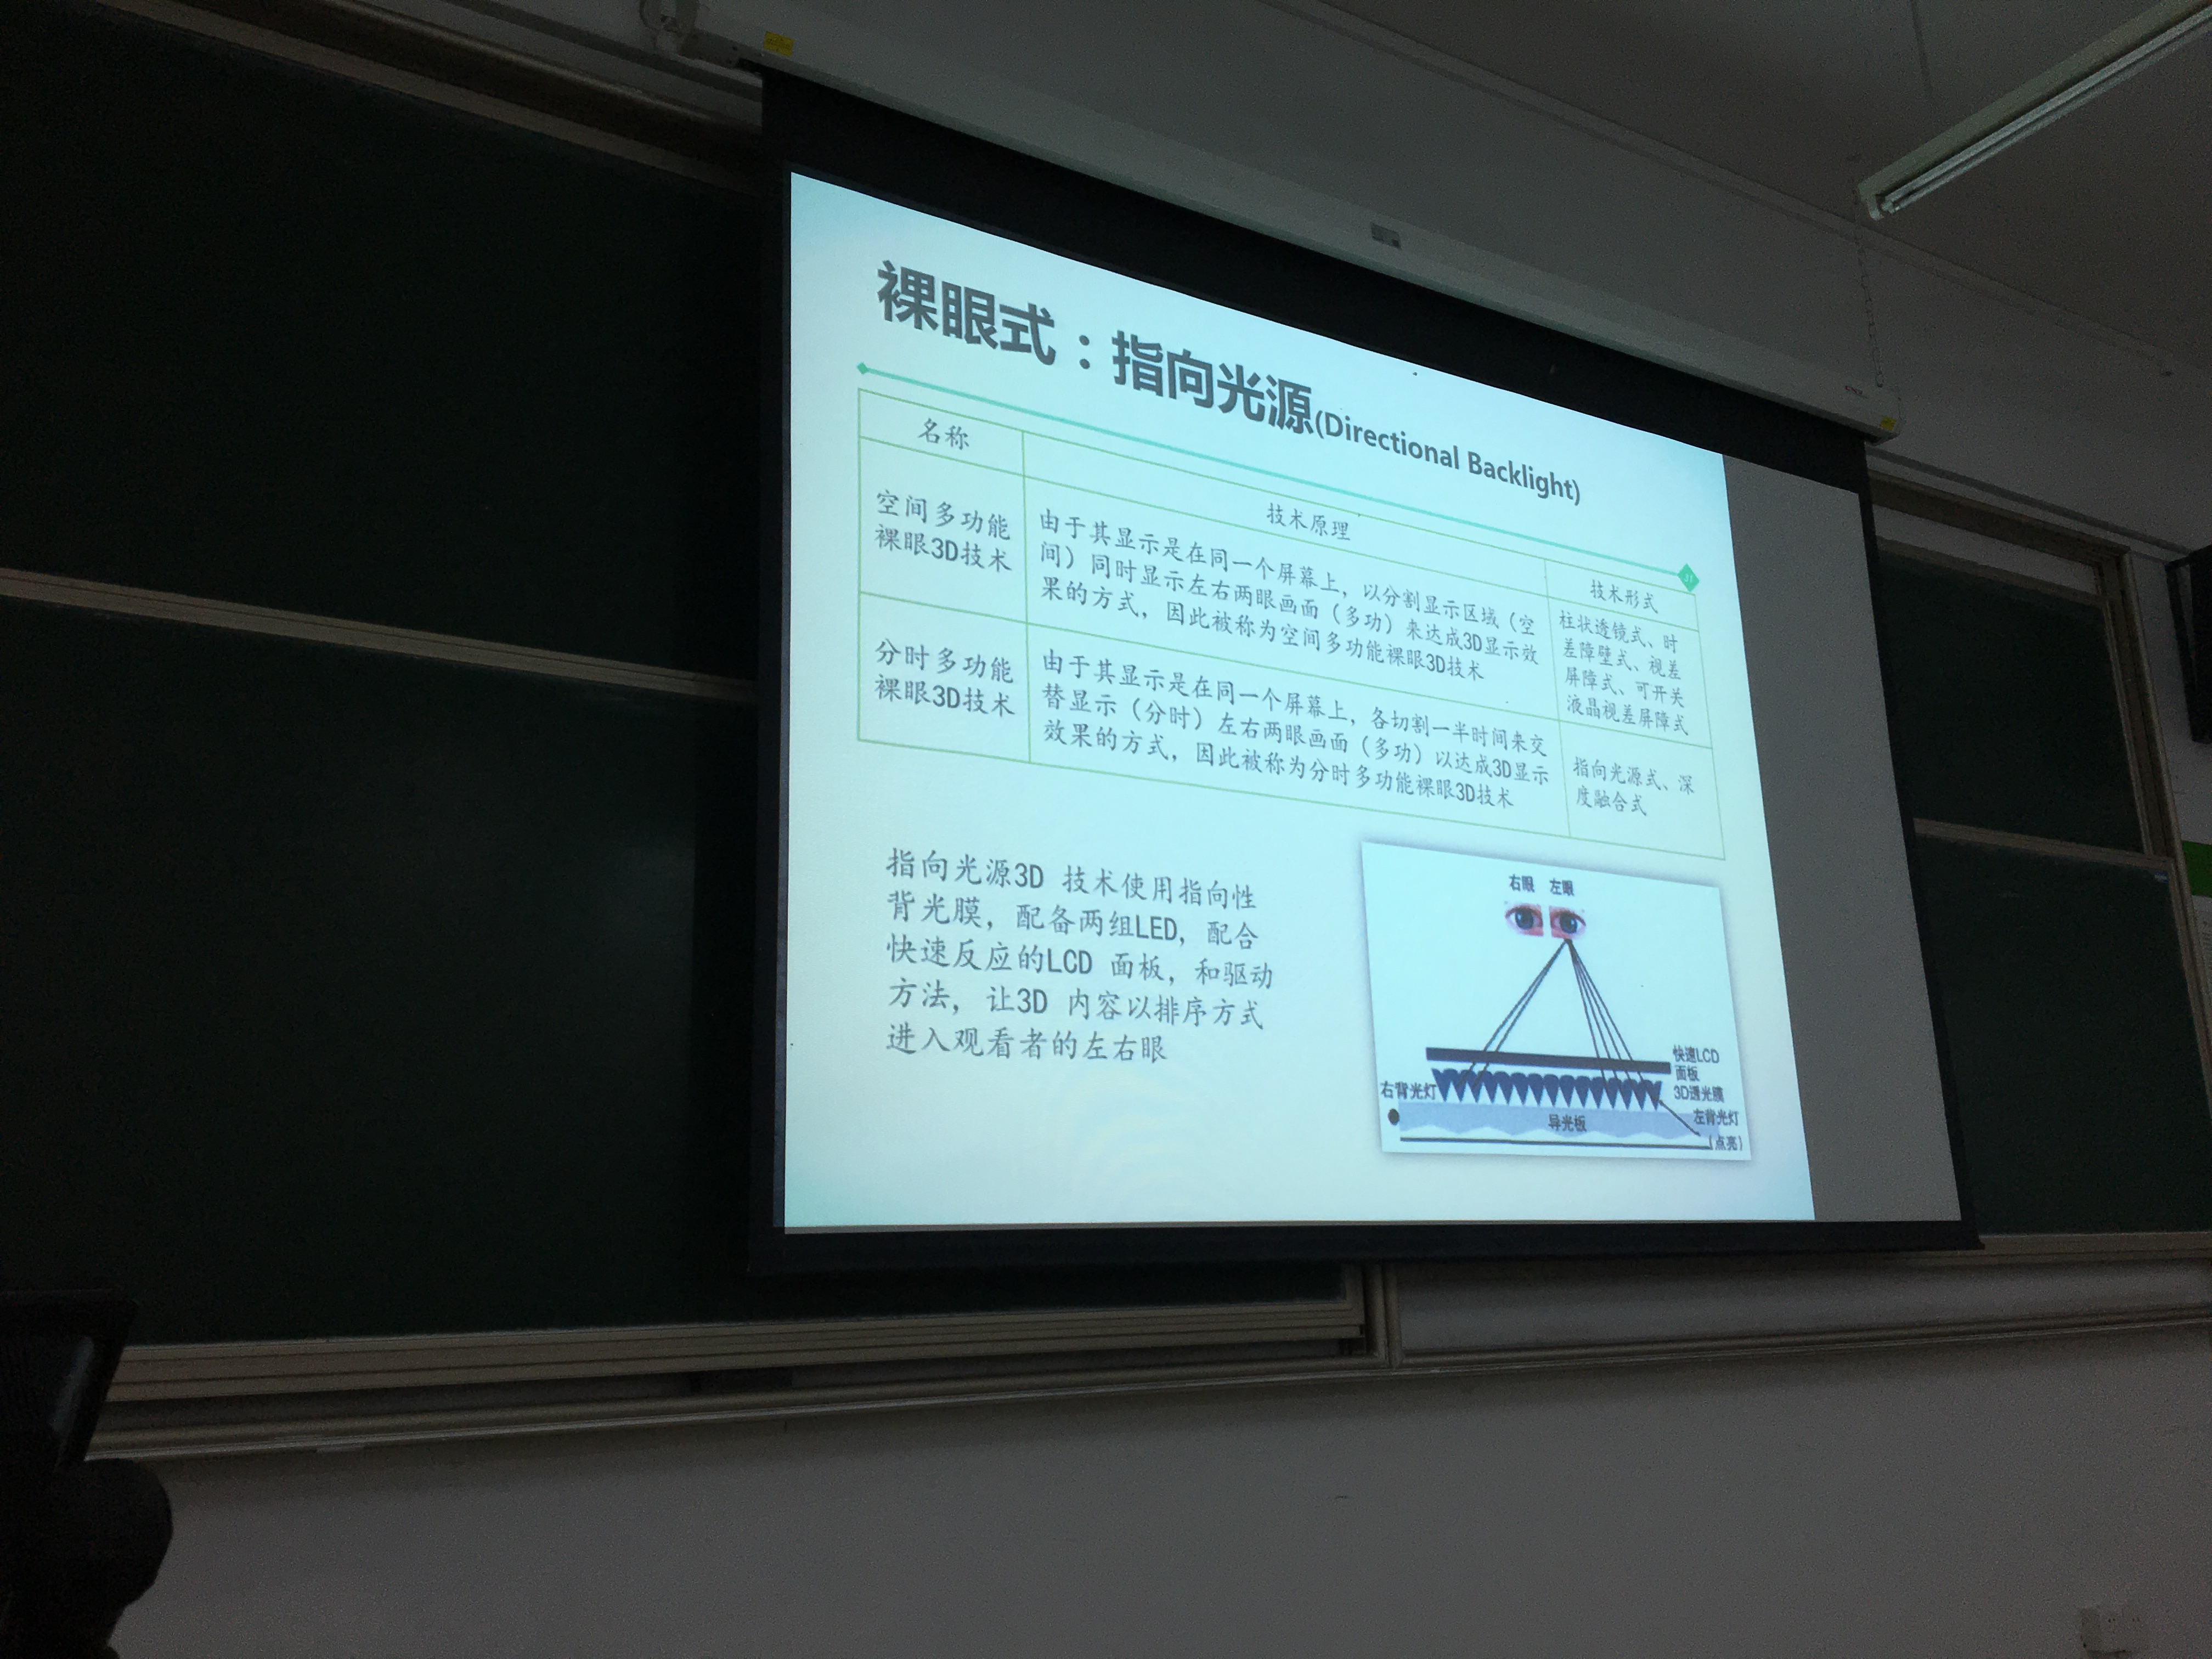 裸眼式：指向光源(Directional Backlight)
名称
技术原理
技术形式
空间多功能
裸眼3D技术
由于其显示是在同一个屏幕上，以分割显示区域（空
间）同时显示左右两眼画面（多功）来达成3D显示效
果的方式，因此被称为空间多功能裸眼3D技术
柱状透镜式、时
差障壁式、视差
屏障式、可开关
液晶视差屏障式
分时多功能
裸眼3D技术
由于其显示是在同一个屏幕上，各切割一半时间来交
替显示（分时）左右两眼画面（多功）以达成3D显示
效果的方式，因此被称为分时多功能裸眼3D技术
指向光源式、深
度融合式
指向光源3D 技术使用指向性
背光膜，配备两组LED，配合
快速反应的LCD 面板，和驱动
方法，让3D 内容以排序方式
进入观看者的左右眼
右眼 左眼
快速LCD
面板
3D透光膜
右背光灯
左背光灯
导光板
(点亮)